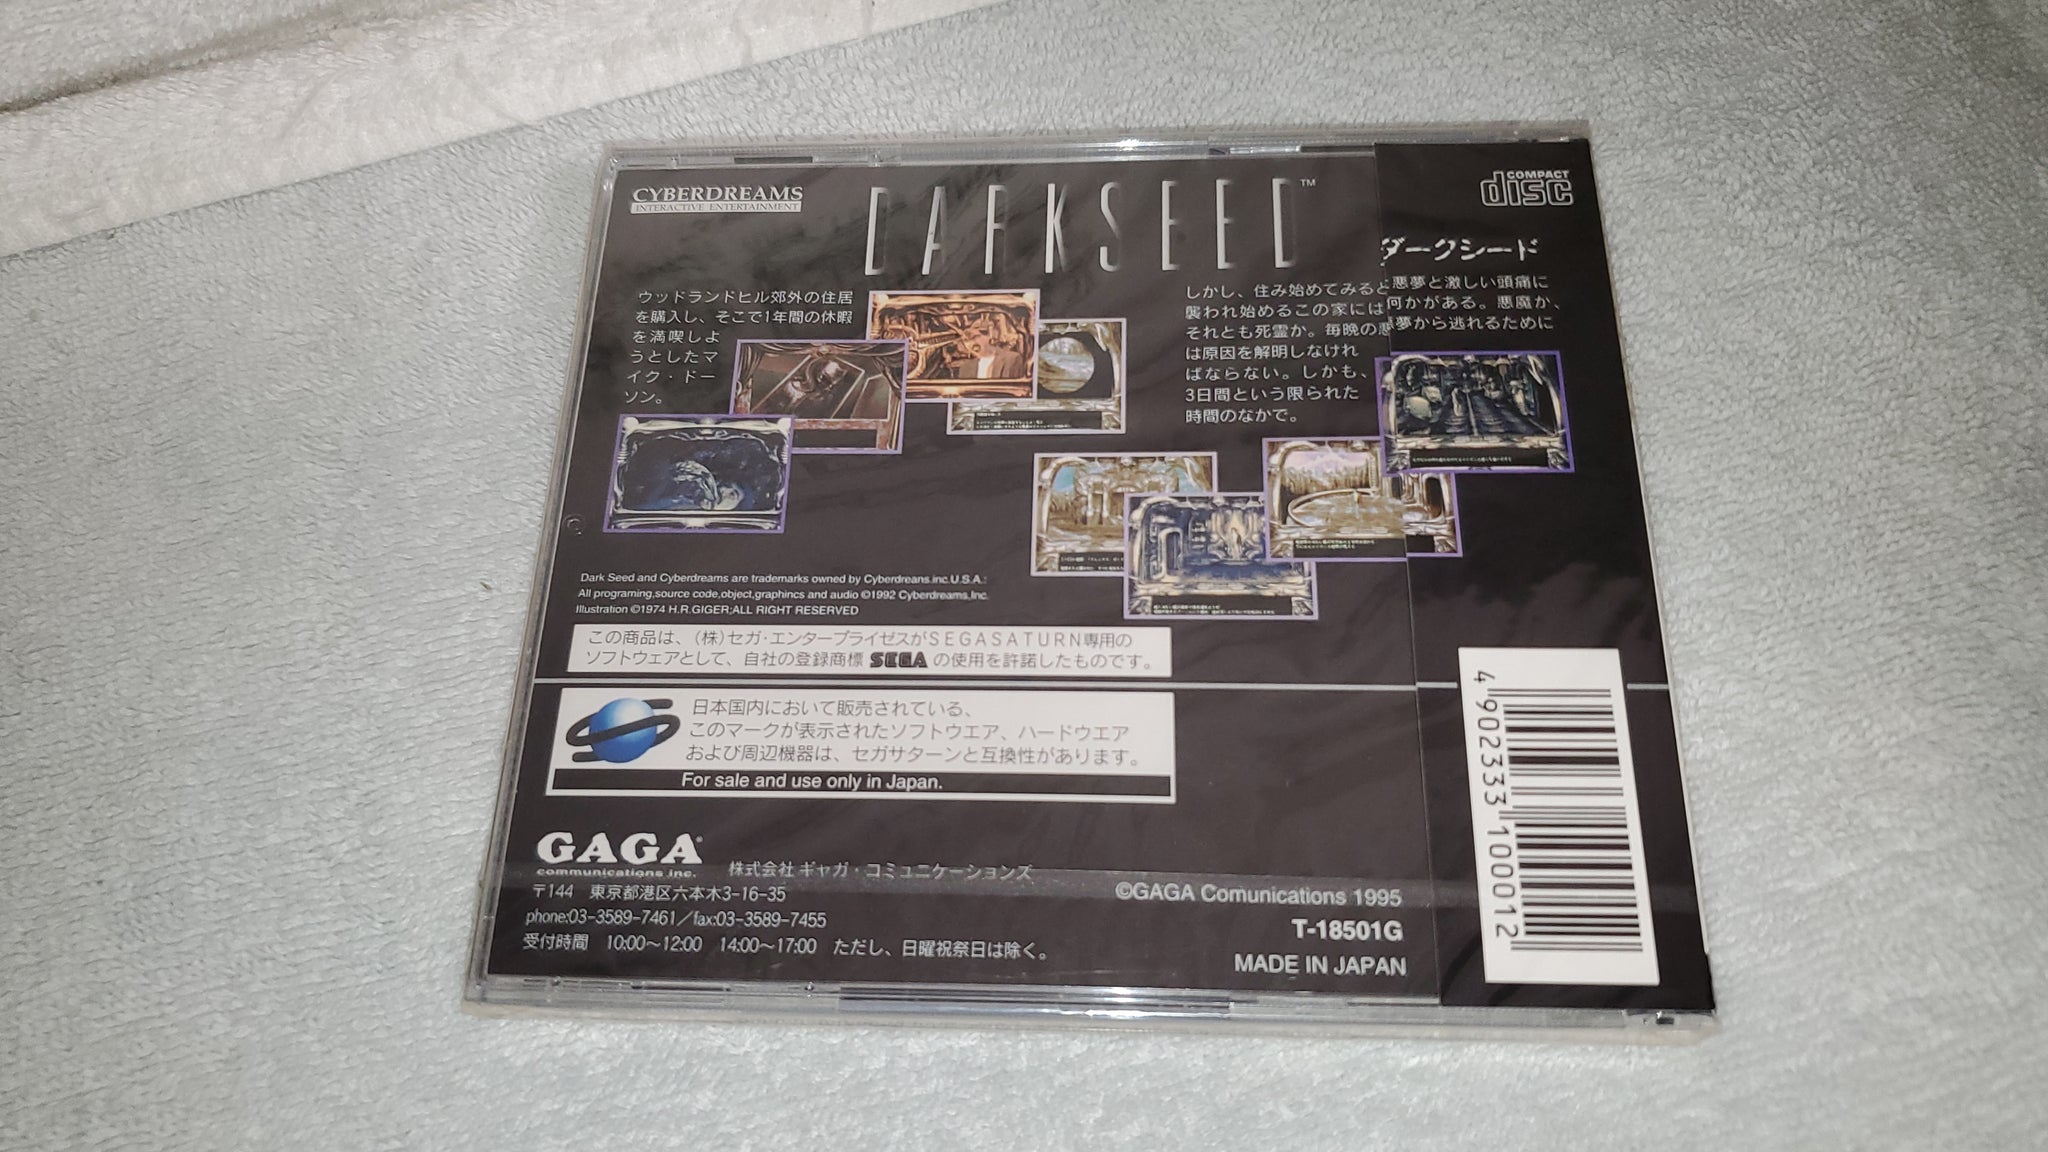 CYBERDREAMS
INTERACTIVE ENTERTAINMENT
DARKSEED™
COMPACT
disc
ダークシード
ウッドランドヒル郊外の住居
を購入し、そこで1年間の休暇
を満喫しよ
うとしたマ
イク・ドー
ソン。
しかし、住み始めてみると悪夢と激しい頭痛に
襲われ始めるこの家には何かがある。悪魔か、
それとも死霊か。毎晩の悪夢から逃れるために
は原因を解明しなけれ
ばならない。しかも、
3日間という限られた
時間のなかで。
Dark Seed and Cyberdreams are trademarks owned by Cyberdreans.inc.U.S.A.:
All programing,source code,object,graphincs and audio ©1992 Cyberdreams,Inc.
Illustration ©1974 H.R.GIGER;ALL RIGHT RESERVED
この商品は、(株)セガ・エンタープライゼスがSEGASATURN専用の
ソフトウェアとして、自社の登録商標 SEGA の使用を許諾したものです。
日本国内において販売されている、
このマークが表示されたソフトウエア、ハードウエア
および周辺機器は、セガサターンと互換性があります。
For sale and use only in Japan.
GAGA®
communications inc.
株式会社 ギャガ・コミュニケーションズ
〒144 東京都港区六本木3-16-35
phone:03-3589-7461／fax:03-3589-7455
受付時間 10:00〜12:00 14:00〜17:00 ただし、日曜祝祭日は除く。
©GAGA Comunications 1995
T-18501G
MADE IN JAPAN
4 902333 100012